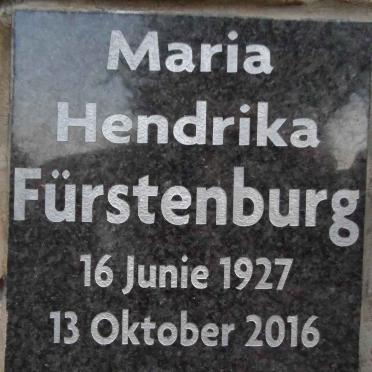 Maria
Hendrika
Fürstenburg
16 Junie 1927
13 Oktober 2016